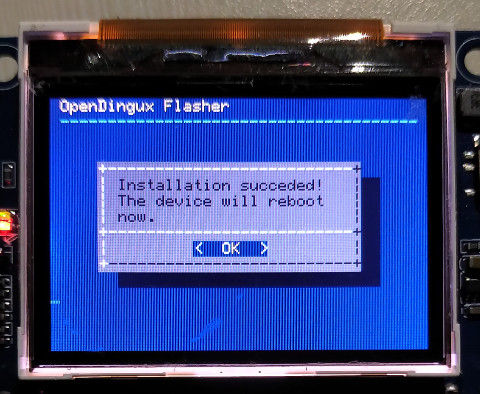 OpenDingux Flasher
Installation succeded!
The device will reboot
now.
< OK >